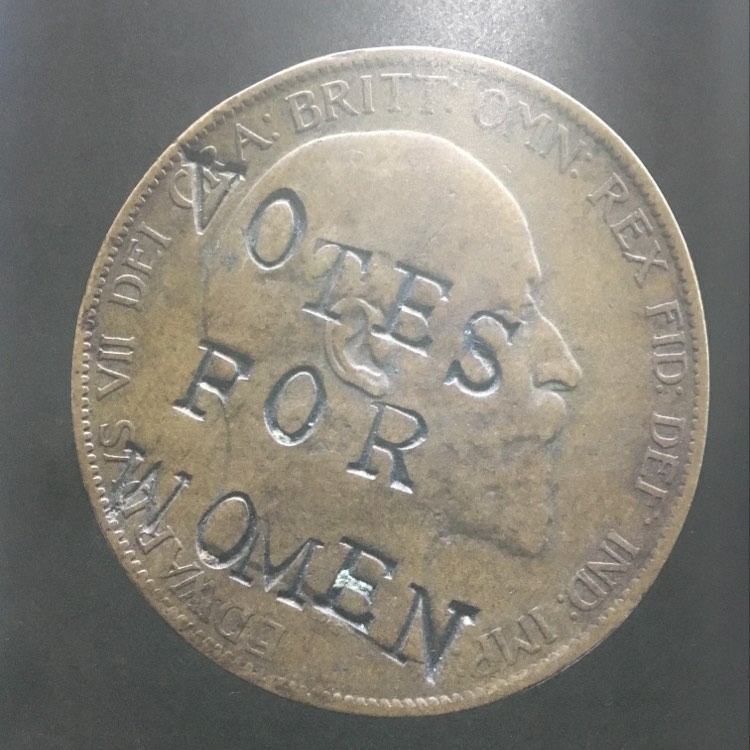 EDWARDVS VII DEI GRA: BRITT: OMN: REX FID: DEF: IND: IMP:
VOTES
FOR
WOMEN